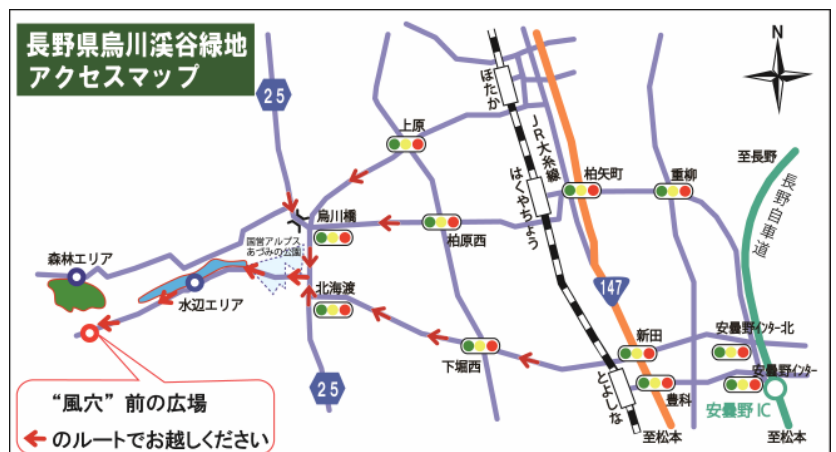 長野県烏川渓谷緑地
アクセスマップ
N
25
ほたか
上原
JR大糸線
至長野
長野自車道
柏矢町
重柳
はくやちょう
烏川橋
柏原西
国営アルプス
あづみの公園
森林エリア
水辺エリア
北海渡
147
新田
安曇野インター北
下堀西
安曇野インター
豊科
とよしな
安曇野IC
25
至松本
至松本
“風穴”前の広場
のルートでお越しください